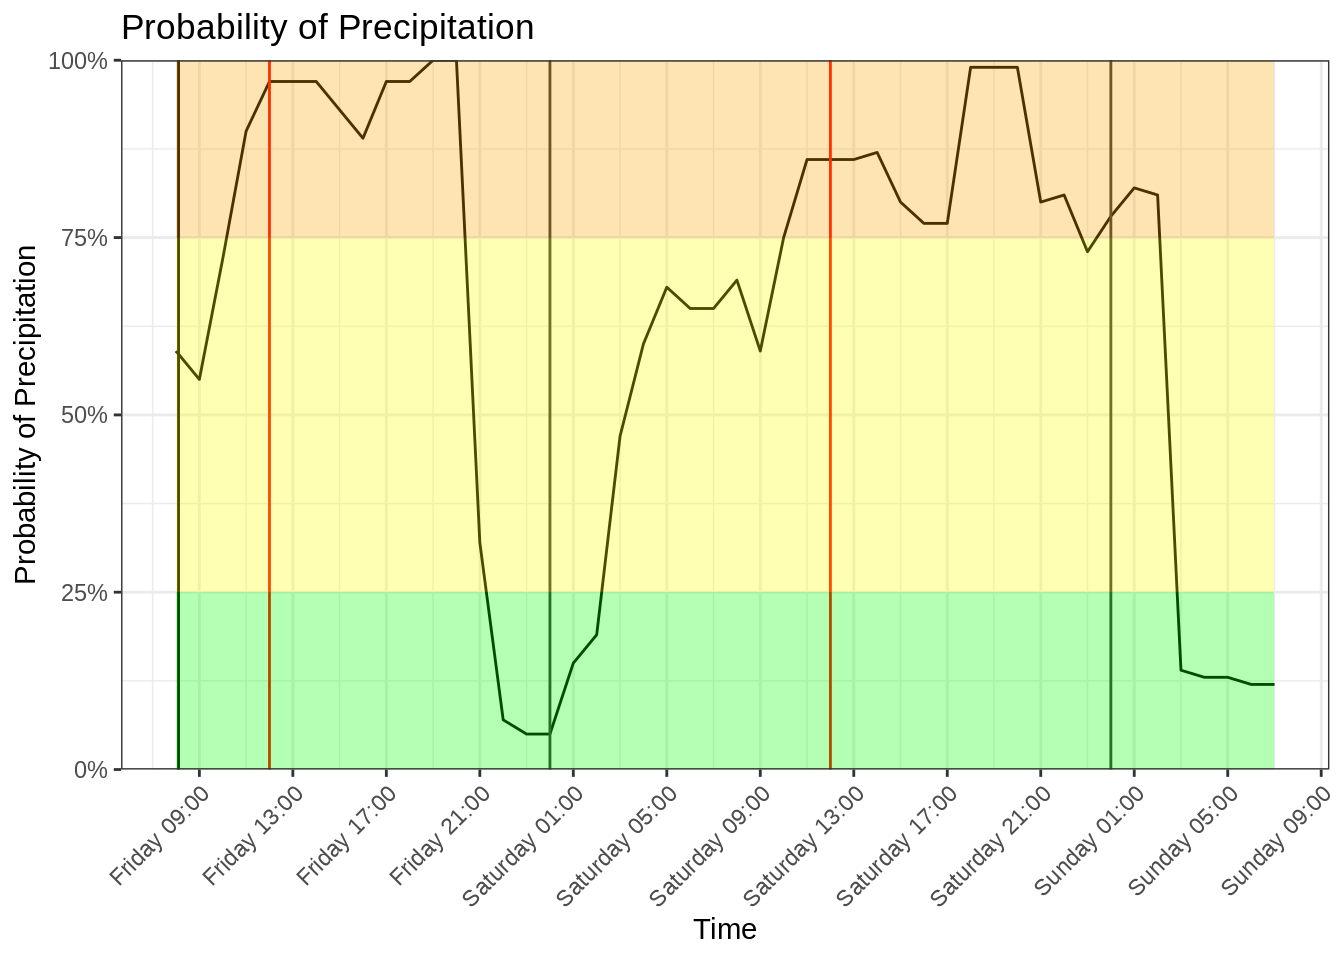 Probability of Precipitation
Probability of Precipitation
100%
75%
50%
25%
0%
Friday 09:00
Friday 13:00
Friday 17:00
Friday 21:00
Saturday 01:00
Saturday 05:00
Saturday 09:00
Saturday 13:00
Saturday 17:00
Saturday 21:00
Sunday 01:00
Sunday 05:00
Sunday 09:00
Time